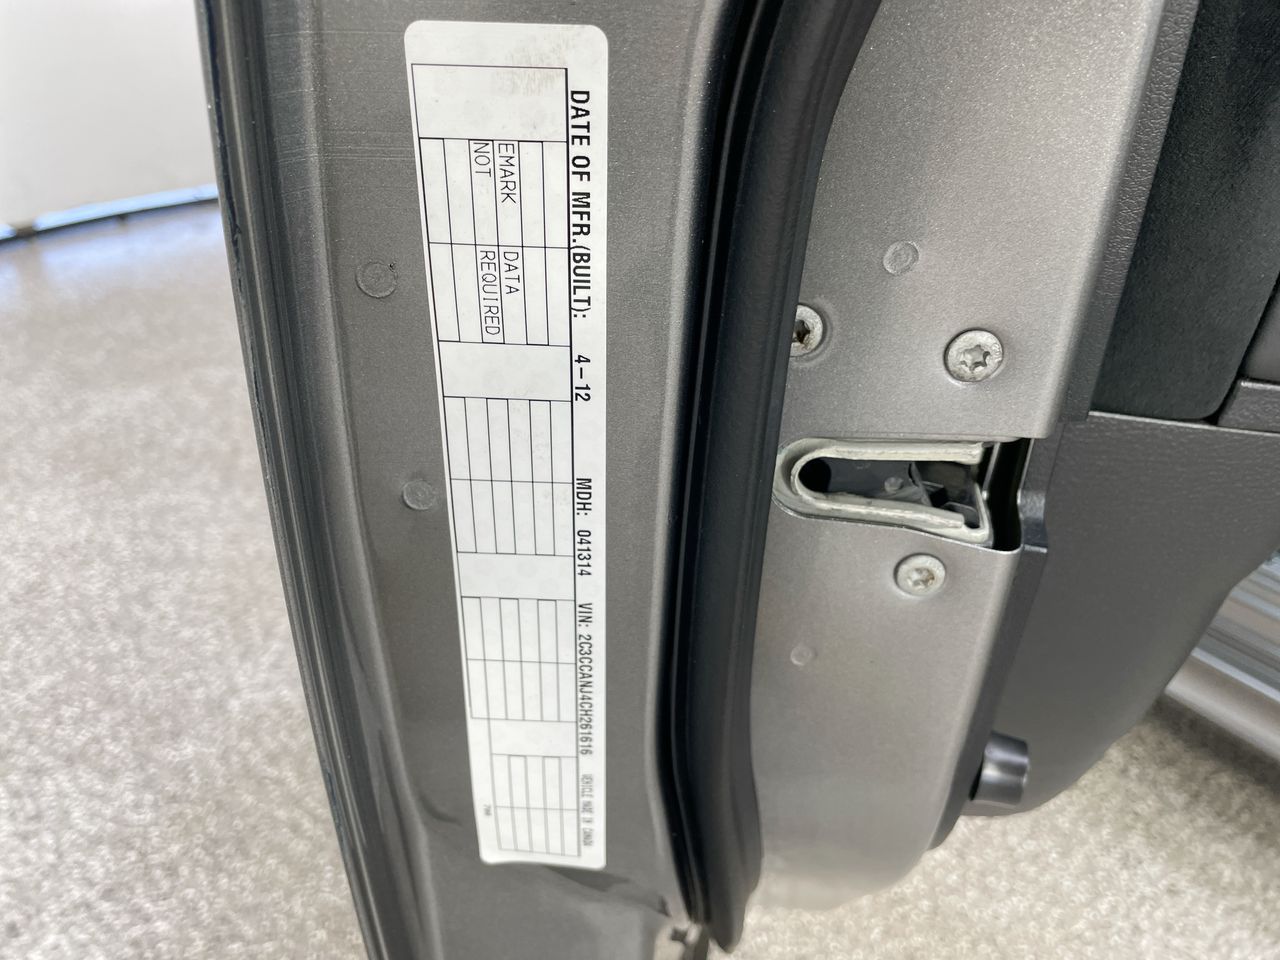 DATE OF MFR.(BUILT): 4-12 MDH: 041314 VIN: 2C3CCANJ4CH261616 VEHICLE MADE IN CANADA
EMARK DATA
NOT REQUIRED